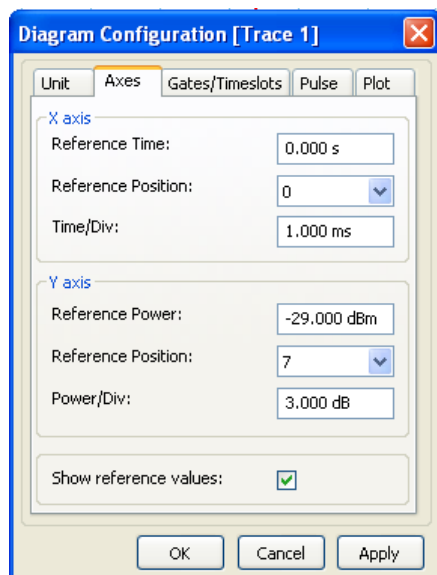 Diagram Configuration [Trace 1]
Unit Axes Gates/Timeslots Pulse Plot
X axis
Reference Time: 0.000 s
Reference Position: 0
Time/Div: 1.000 ms
Y axis
Reference Power: -29.000 dBm
Reference Position: 7
Power/Div: 3.000 dB
Show reference values:
OK Cancel Apply